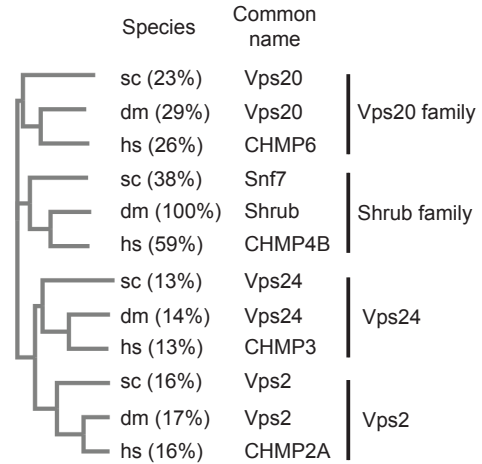 Species Common name
sc (23%) Vps20
dm (29%) Vps20 Vps20 family
hs (26%) CHMP6
sc (38%) Snf7
dm (100%) Shrub Shrub family
hs (59%) CHMP4B
sc (13%) Vps24
dm (14%) Vps24 Vps24
hs (13%) CHMP3
sc (16%) Vps2
dm (17%) Vps2 Vps2
hs (16%) CHMP2A